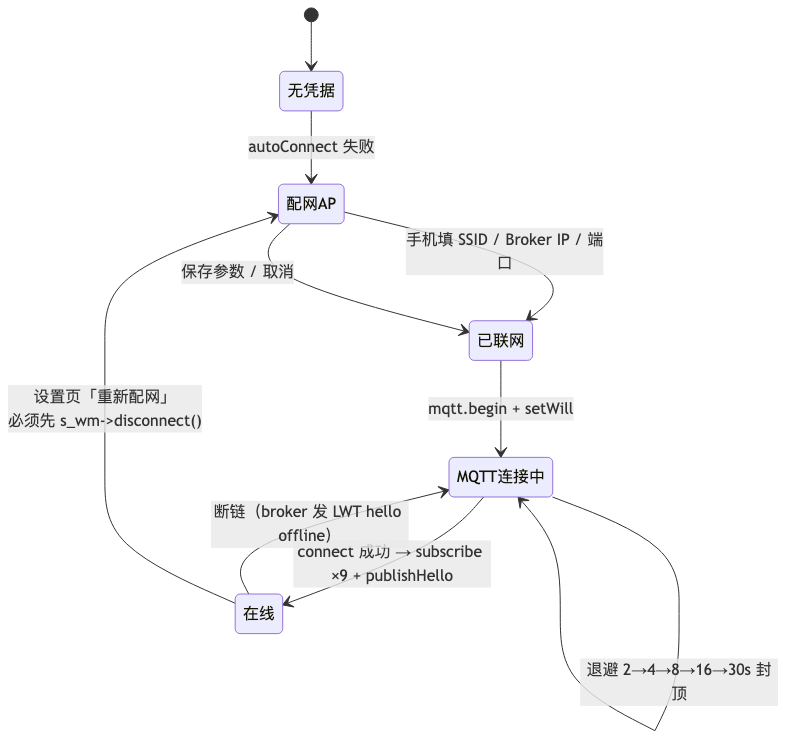 无凭据
autoConnect 失败
配网AP
手机填 SSID / Broker IP / 端
口
保存参数 / 取消
已联网
设置页「重新配网」
必须先 s_wm->disconnect()
mqtt.begin + setWill
MQTT连接中
断链（broker 发 LWT hello
offline）
connect 成功 → subscribe
×9 + publishHello
在线
退避 2→4→8→16→30s 封
顶